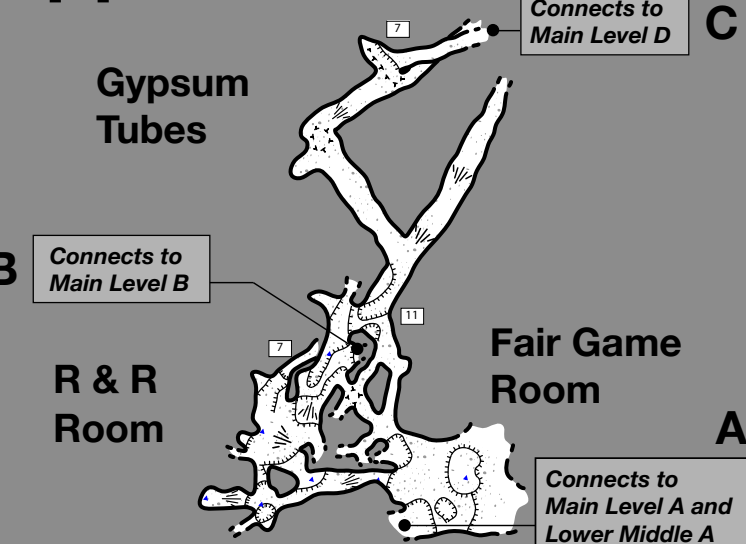 7
Connects to
Main Level D
C
Gypsum
Tubes
B
Connects to
Main Level B
11
7
Fair Game
Room
R & R
Room
A
Connects to
Main Level A and
Lower Middle A